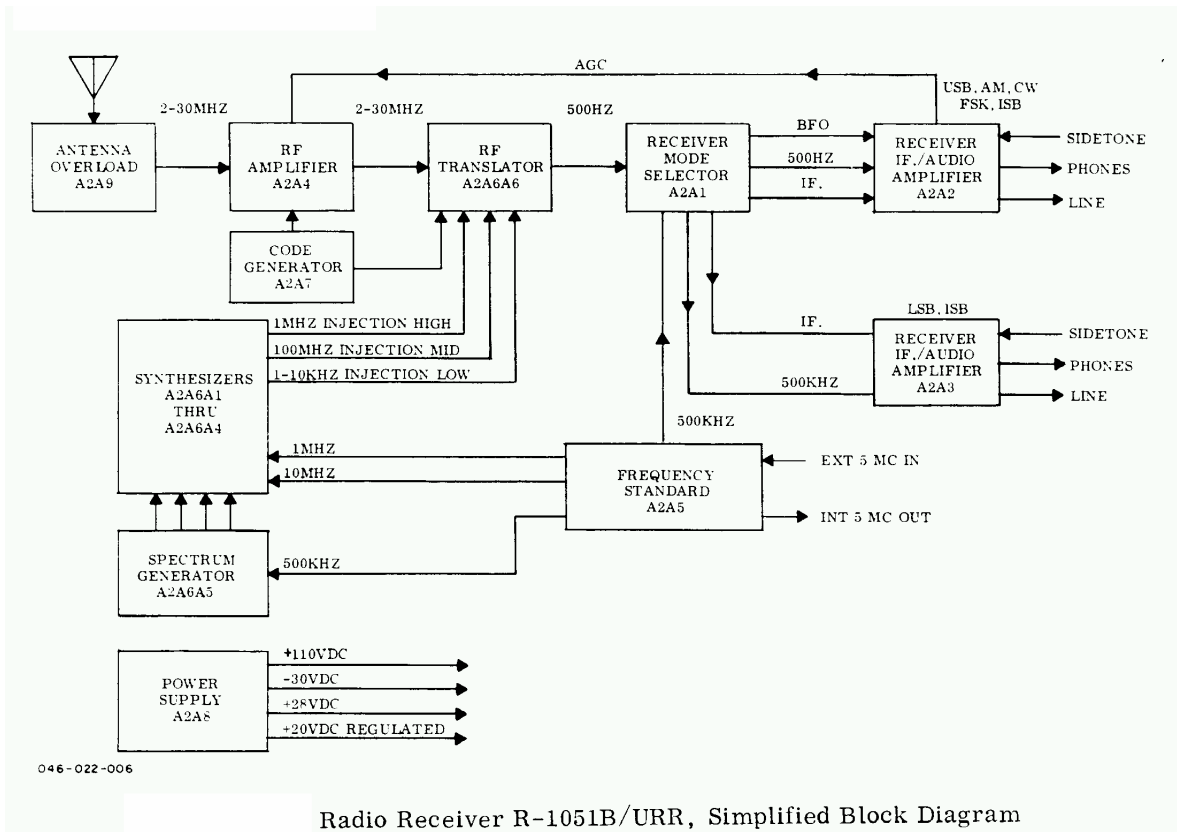 AGC
USB, AM, CW
FSK, ISB
2-30MHZ
2-30MHZ
500HZ
ANTENNA
OVERLOAD
A2A9
RF
AMPLIFIER
A2A4
RF
TRANSLATOR
A2A6A6
RECEIVER
MODE
SELECTOR
A2A1
BFO
500HZ
IF.
RECEIVER
IF./AUDIO
AMPLIFIER
A2A2
SIDETONE
PHONES
LINE
CODE
GENERATOR
A2A7
1MHZ INJECTION HIGH
100MHZ INJECTION MID
1-10KHZ INJECTION LOW
SYNTHESIZERS
A2A6A1
THRU
A2A6A4
LSB, ISB
IF.
500KHZ
RECEIVER
IF./AUDIO
AMPLIFIER
A2A3
SIDETONE
PHONES
LINE
500KHZ
1MHZ
10MHZ
FREQUENCY
STANDARD
A2A5
EXT 5 MC IN
INT 5 MC OUT
SPECTRUM
GENERATOR
A2A6A5
500KHZ
POWER
SUPPLY
A2A8
+110VDC
-30VDC
+28VDC
+20VDC REGULATED
046-022-006
Radio Receiver R-1051B/URR, Simplified Block Diagram